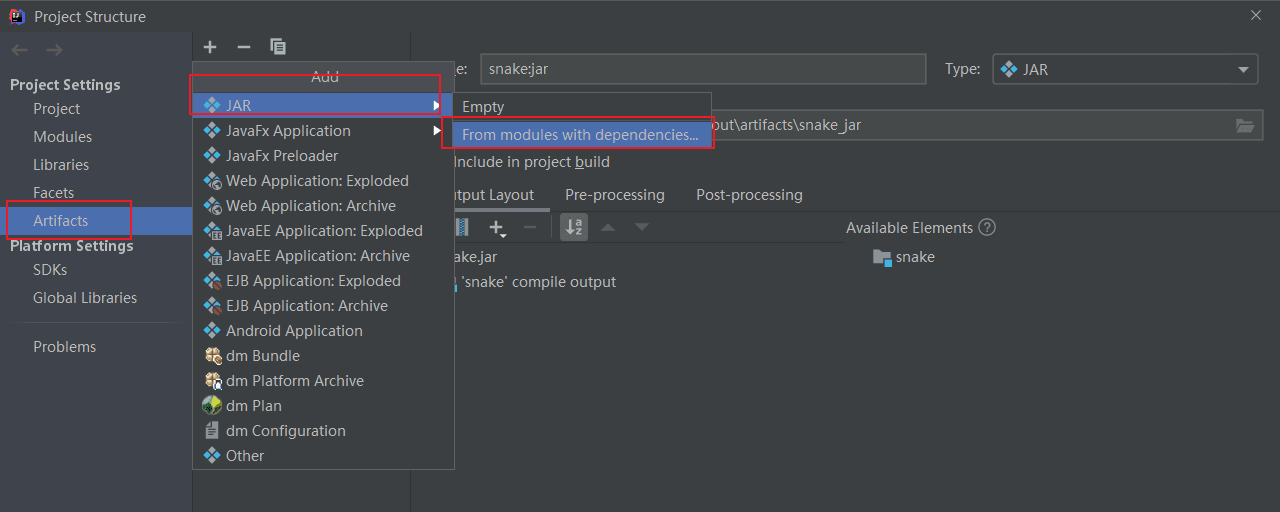 Project Structure
Project Settings
Project
Modules
Libraries
Facets
Artifacts
Platform Settings
SDKs
Global Libraries
Problems
Add
JAR
JavaFx Application
JavaFx Preloader
Web Application: Exploded
Web Application: Archive
JavaEE Application: Exploded
JavaEE Application: Archive
EJB Application: Exploded
EJB Application: Archive
Android Application
dm Bundle
dm Platform Archive
dm Plan
dm Configuration
Other
Empty
From modules with dependencies...
snake:jar
Type: JAR
out\artifacts\snake_jar
Include in project build
tput Layout Pre-processing Post-processing
Available Elements
ake.jar
snake
'snake' compile output